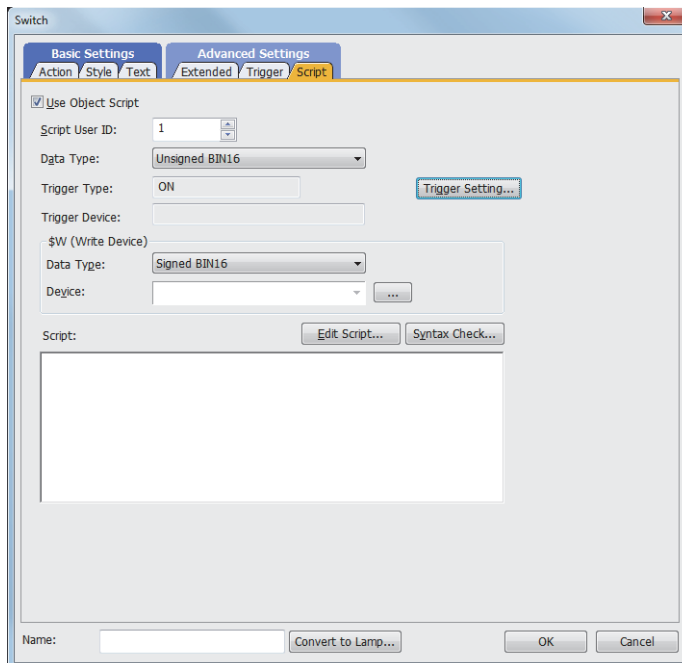 Switch
Basic Settings Advanced Settings
Action Style Text Extended Trigger Script
Use Object Script
Script User ID: 1
Data Type: Unsigned BIN16
Trigger Type: ON Trigger Setting...
Trigger Device:
$W (Write Device)
Data Type: Signed BIN16
Device: ...
Script: Edit Script... Syntax Check...
Name: Convert to Lamp... OK Cancel